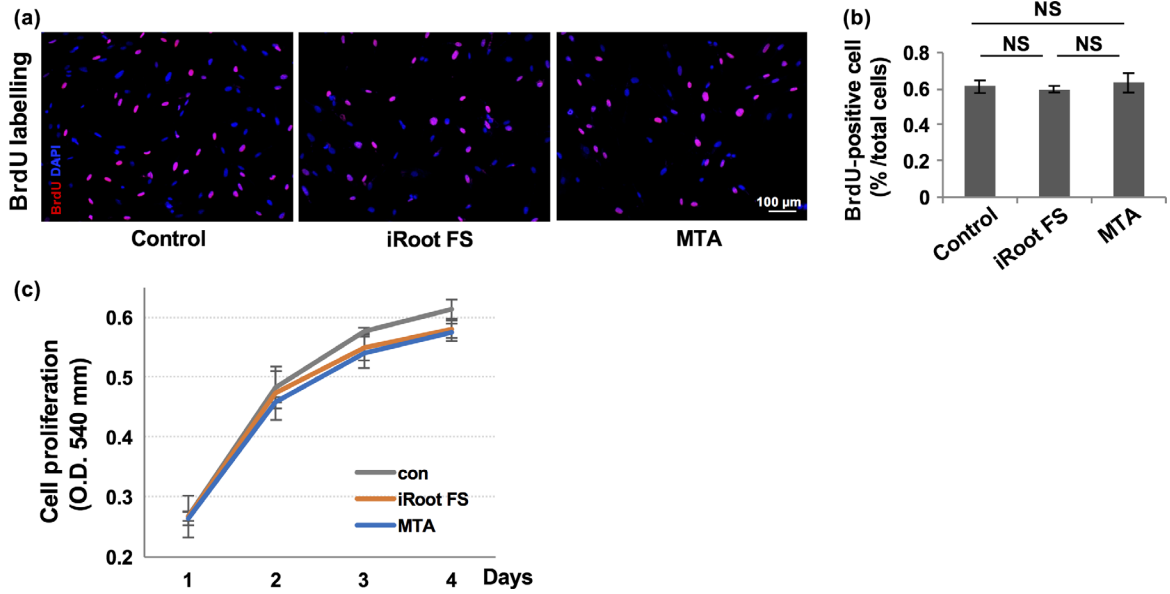 (a)
BrdU labelling
BrdU DAPI
100 µm
Control
iRoot FS
MTA
(b)
NS
NS
NS
BrdU-positive cell
(% /total cells)
0.8
0.6
0.4
0.2
0
Control
iRoot FS
MTA
(c)
Cell proliferation
(O.D. 540 mm)
0.6
0.5
0.4
0.3
0.2
con
iRoot FS
MTA
1 2 3 4 Days